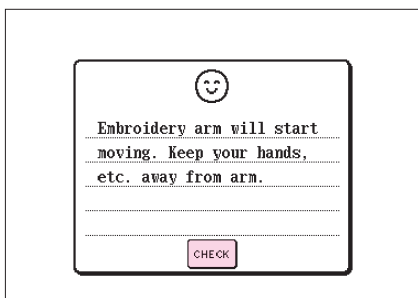 Embroidery arm will start
moving. Keep your hands,
etc. away from arm.
CHECK